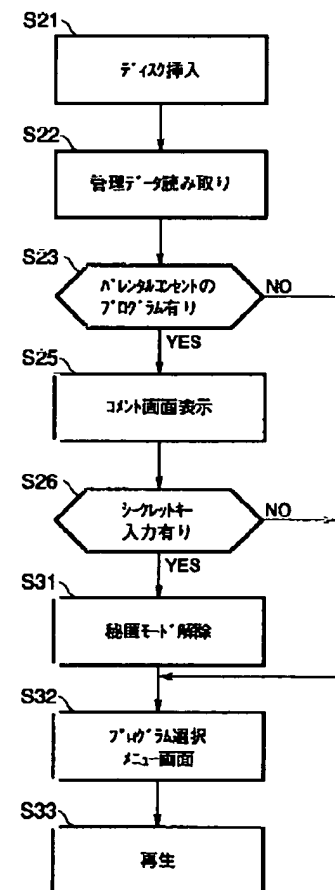 S21
ﾃﾞｨｽｸ挿入
S22
管理ﾃﾞｰﾀ読み取り
S23
ﾊﾟﾚﾝﾀﾙｺﾝｾﾝﾄの
ﾌﾟﾛｸﾞﾗﾑ有り
NO
YES
S25
ｺﾒﾝﾄ画面表示
S26
ｼｰｸﾚｯﾄｷｰ
入力有り
NO
YES
S31
秘匿ﾓｰﾄﾞ解除
S32
ﾌﾟﾛｸﾞﾗﾑ選択
ﾒﾆｭｰ画面
S33
再生